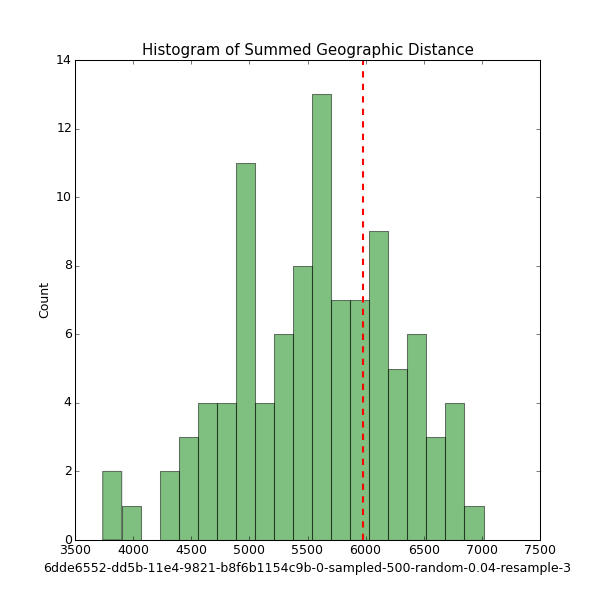 Histogram of Summed Geographic Distance
14
12
10
8
6
4
2
0
Count
3500 4000 4500 5000 5500 6000 6500 7000 7500
6dde6552-dd5b-11e4-9821-b8f6b1154c9b-0-sampled-500-random-0.04-resample-3